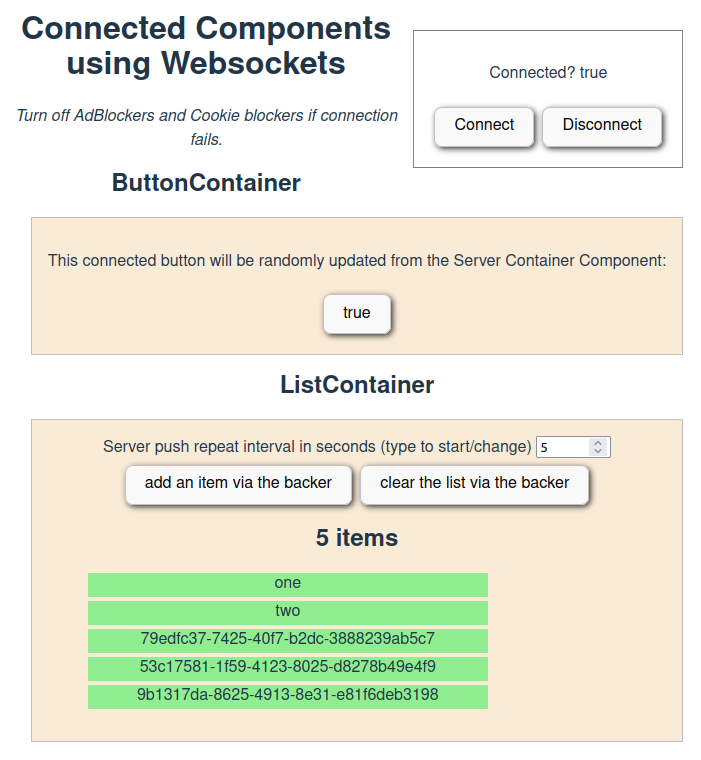 Connected Components
using Websockets
Turn off AdBlockers and Cookie blockers if connection
fails.
Connected? true
Connect
Disconnect
ButtonContainer
This connected button will be randomly updated from the Server Container Component:
true
ListContainer
Server push repeat interval in seconds (type to start/change) 5
add an item via the backer
clear the list via the backer
5 items
one
two
79edfc37-7425-40f7-b2dc-3888239ab5c7
53c17581-1f59-4123-8025-d8278b49e4f9
9b1317da-8625-4913-8e31-e81f6deb3198